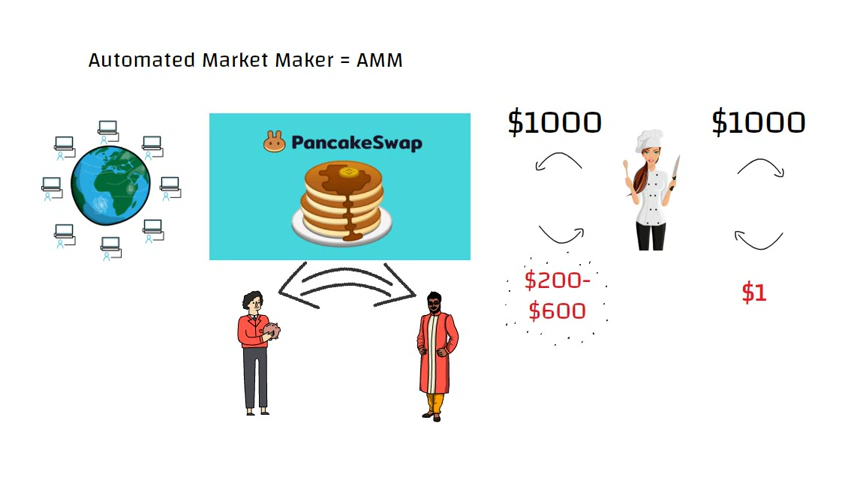 Automated Market Maker = AMM
PancakeSwap
$1000
$1000
$200-
$600
$1